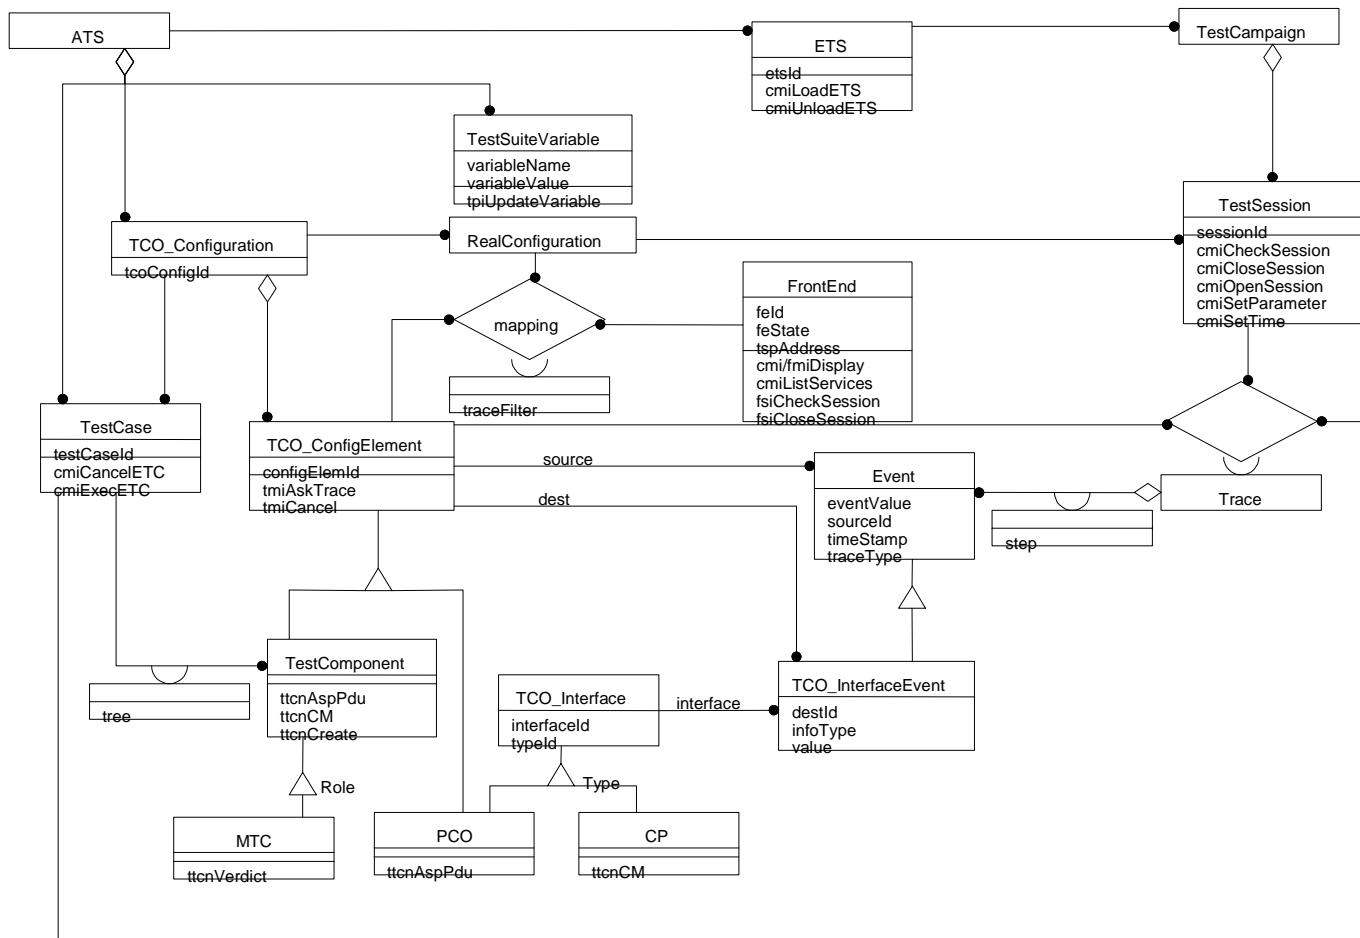 ATS
ETS
etsId
cmiLoadETS
cmiUnloadETS
TestCampaign
TestSuiteVariable
variableName
variableValue
tpiUpdateVariable
TestSession
sessionId
cmiCheckSession
cmiCloseSession
cmiOpenSession
cmiSetParameter
cmiSetTime
TCO_Configuration
tcoConfigId
RealConfiguration
mapping
traceFilter
FrontEnd
feId
feState
tspAddress
cmi/fmiDisplay
cmiListServices
fsiCheckSession
fsiCloseSession
TestCase
testCaseId
cmiCancelETC
cmiExecETC
TCO_ConfigElement
configElemId
tmiAskTrace
tmiCancel
source
dest
Event
eventValue
sourceId
timeStamp
traceType
step
Trace
TestComponent
ttcnAspPdu
ttcnCM
ttcnCreate
tree
TCO_Interface
interfaceId
typeId
interface
TCO_InterfaceEvent
destId
infoType
value
Role
Type
MTC
ttcnVerdict
PCO
ttcnAspPdu
CP
ttcnCM